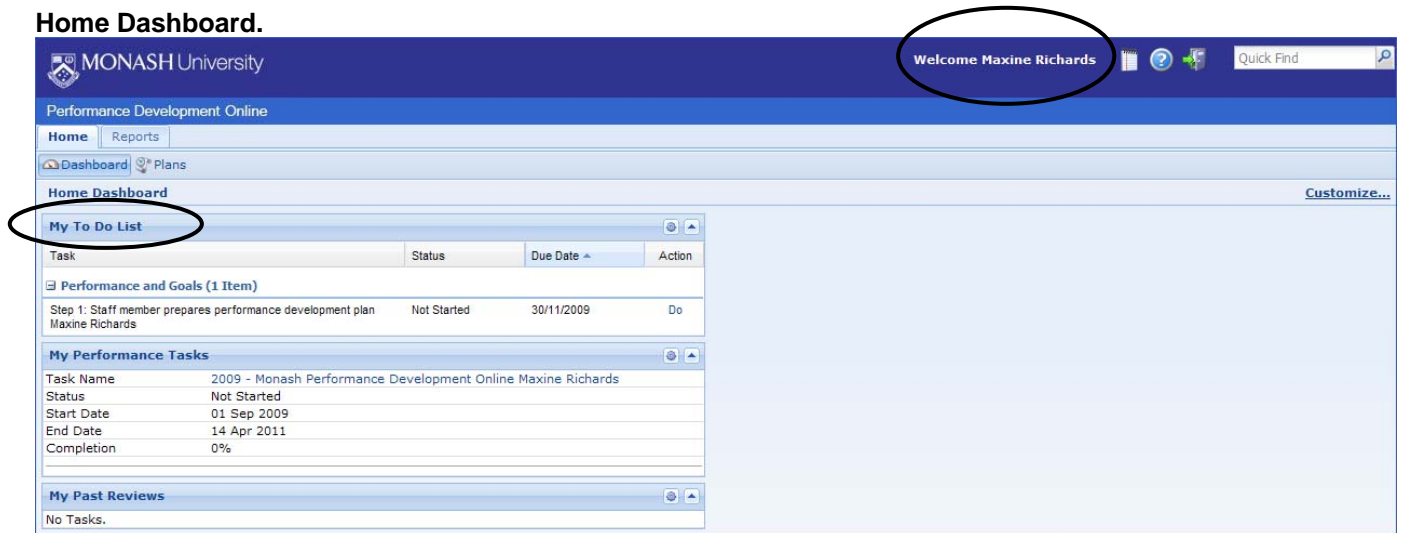 Home Dashboard.
MONASH University
Welcome Maxine Richards
Quick Find
Performance Development Online
Home Reports
Dashboard Plans
Home Dashboard Customize...
My To Do List
Task Status Due Date Action
Performance and Goals (1 Item)
Step 1: Staff member prepares performance development plan Not Started 30/11/2009 Do
Maxine Richards
My Performance Tasks
Task Name 2009 - Monash Performance Development Online Maxine Richards
Status Not Started
Start Date 01 Sep 2009
End Date 14 Apr 2011
Completion 0%
My Past Reviews
No Tasks.